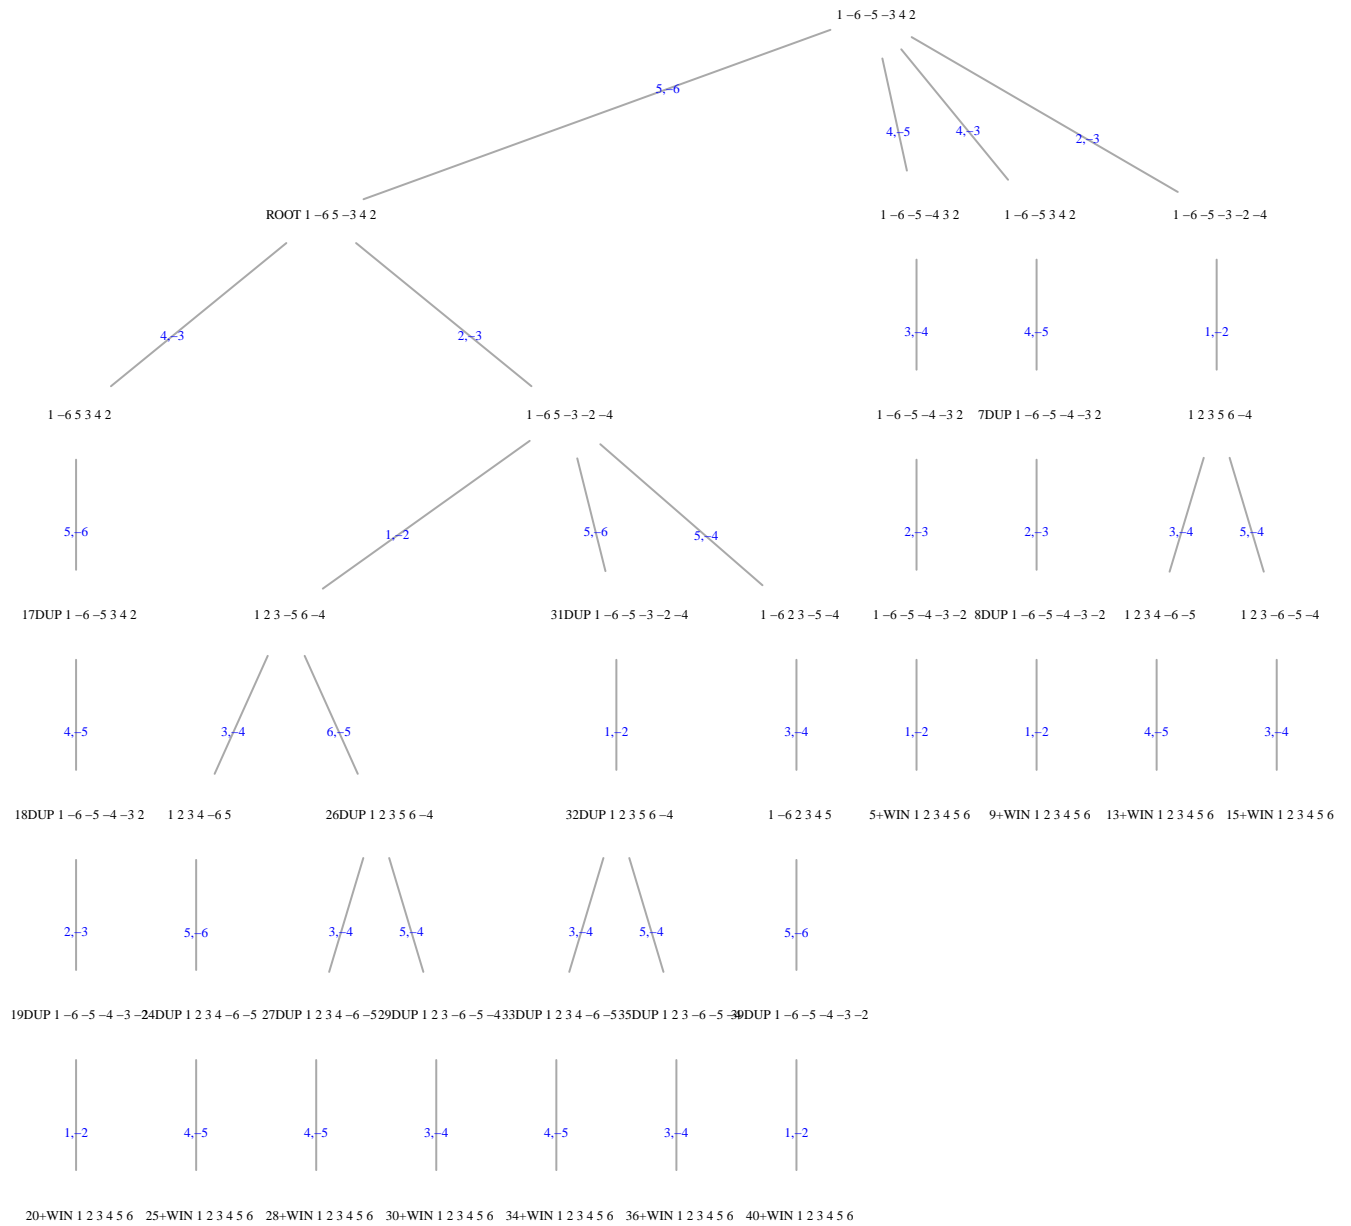 1 −6 −5 −3 4 2
5,−6
4,−5
4,−3
2,−3
ROOT 1 −6 5 −3 4 2
1 −6 −5 −4 3 2
1 −6 −5 3 4 2
1 −6 −5 −3 −2 −4
4,−3
2,−3
3,−4
4,−5
1,−2
1 −6 5 3 4 2
1 −6 5 −3 −2 −4
1 −6 −5 −4 −3 2
7DUP 1 −6 −5 −4 −3 2
1 2 3 5 6 −4
5,−6
1,−2
5,−6
5,−4
2,−3
2,−3
3,−4
5,−4
17DUP 1 −6 −5 3 4 2
1 2 3 −5 6 −4
31DUP 1 −6 −5 −3 −2 −4
1 −6 2 3 −5 −4
1 −6 −5 −4 −3 −2
8DUP 1 −6 −5 −4 −3 −2
1 2 3 4 −6 −5
1 2 3 −6 −5 −4
4,−5
3,−4
6,−5
1,−2
3,−4
1,−2
1,−2
4,−5
3,−4
18DUP 1 −6 −5 −4 −3 2
1 2 3 4 −6 5
26DUP 1 2 3 5 6 −4
32DUP 1 2 3 5 6 −4
1 −6 2 3 4 5
5+WIN 1 2 3 4 5 6
9+WIN 1 2 3 4 5 6
13+WIN 1 2 3 4 5 6
15+WIN 1 2 3 4 5 6
2,−3
5,−6
3,−4
5,−4
3,−4
5,−4
5,−6
19DUP 1 −6 −5 −4 −3 −2
24DUP 1 2 3 4 −6 −5
27DUP 1 2 3 4 −6 −5
29DUP 1 2 3 −6 −5 −4
33DUP 1 2 3 4 −6 −5
35DUP 1 2 3 −6 −5 −4
39DUP 1 −6 −5 −4 −3 −2
1,−2
4,−5
4,−5
3,−4
4,−5
3,−4
1,−2
20+WIN 1 2 3 4 5 6
25+WIN 1 2 3 4 5 6
28+WIN 1 2 3 4 5 6
30+WIN 1 2 3 4 5 6
34+WIN 1 2 3 4 5 6
36+WIN 1 2 3 4 5 6
40+WIN 1 2 3 4 5 6